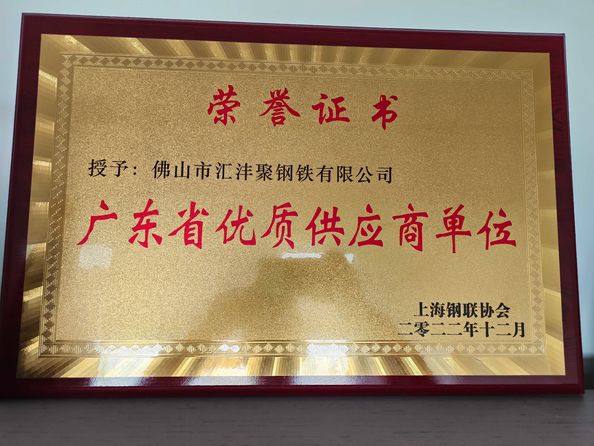 荣誉证书
授予：佛山市汇沣聚钢铁有限公司
广东省优质供应商单位
上海钢联协会
二零二二年十二月